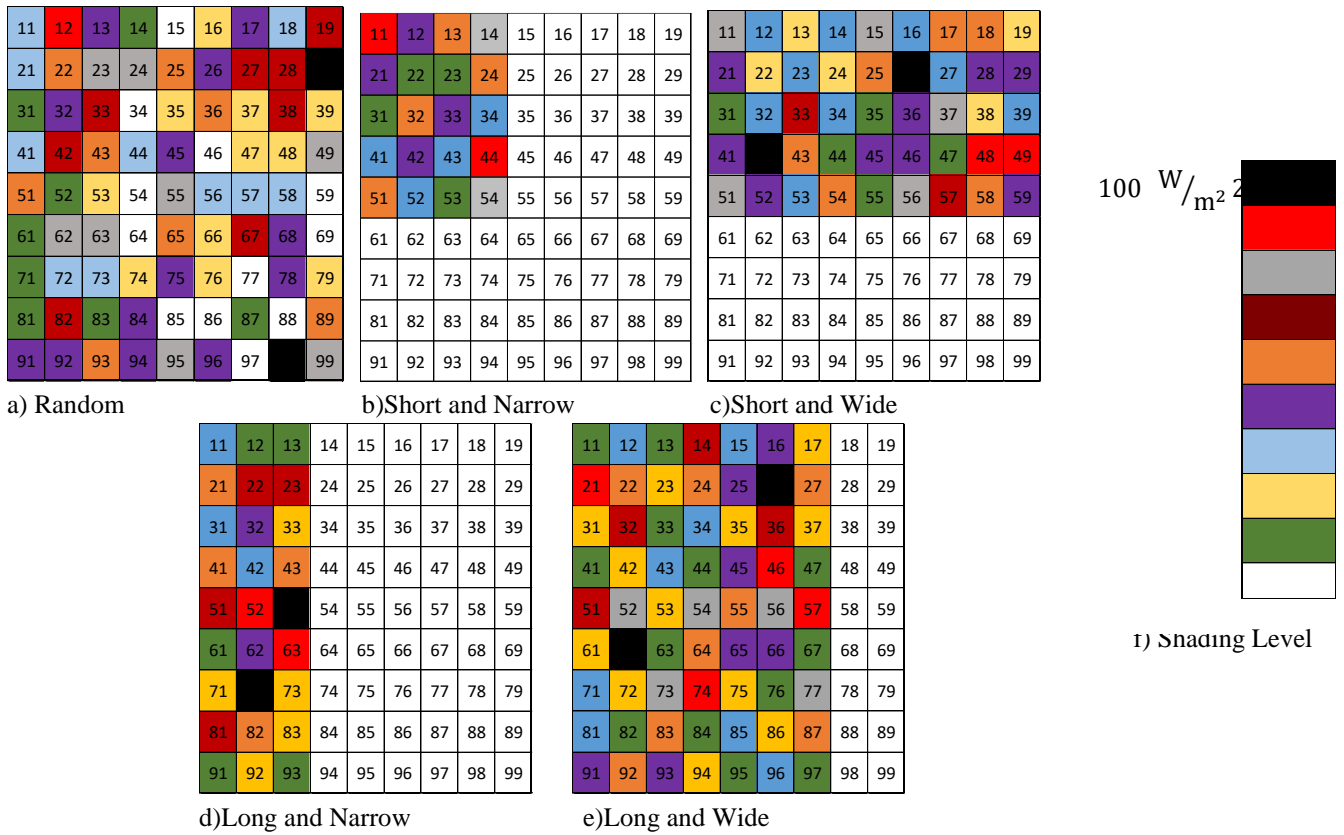 11 12 13 14 15 16 17 18 19
21 22 23 24 25 26 27 28
31 32 33 34 35 36 37 38 39
41 42 43 44 45 46 47 48 49
51 52 53 54 55 56 57 58 59
61 62 63 64 65 66 67 68 69
71 72 73 74 75 76 77 78 79
81 82 83 84 85 86 87 88 89
91 92 93 94 95 96 97 99
a) Random
11 12 13 14 15 16 17 18 19
21 22 23 24 25 26 27 28 29
31 32 33 34 35 36 37 38 39
41 42 43 44 45 46 47 48 49
51 52 53 54 55 56 57 58 59
61 62 63 64 65 66 67 68 69
71 72 73 74 75 76 77 78 79
81 82 83 84 85 86 87 88 89
91 92 93 94 95 96 97 98 99
b)Short and Narrow
11 12 13 14 15 16 17 18 19
21 22 23 24 25 27 28 29
31 32 33 34 35 36 37 38 39
41 43 44 45 46 47 48 49
51 52 53 54 55 56 57 58 59
61 62 63 64 65 66 67 68 69
71 72 73 74 75 76 77 78 79
81 82 83 84 85 86 87 88 89
91 92 93 94 95 96 97 98 99
c)Short and Wide
11 12 13 14 15 16 17 18 19
21 22 23 24 25 26 27 28 29
31 32 33 34 35 36 37 38 39
41 42 43 44 45 46 47 48 49
51 52 54 55 56 57 58 59
61 62 63 64 65 66 67 68 69
71 73 74 75 76 77 78 79
81 82 83 84 85 86 87 88 89
91 92 93 94 95 96 97 98 99
d)Long and Narrow
11 12 13 14 15 16 17 18 19
21 22 23 24 25 27 28 29
31 32 33 34 35 36 37 38 39
41 42 43 44 45 46 47 48 49
51 52 53 54 55 56 57 58 59
61 63 64 65 66 67 68 69
71 72 73 74 75 76 77 78 79
81 82 83 84 85 86 87 88 89
91 92 93 94 95 96 97 98 99
e)Long and Wide
100 W/m² 2
f) Shading Level